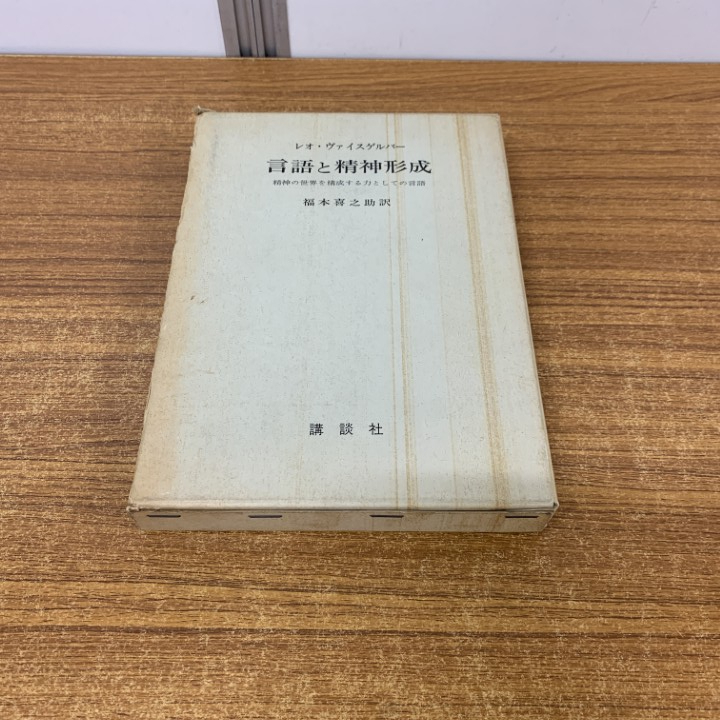 レオ・ヴァイスゲルバー
言語と精神形成
精神の世界を構成する力としての言語
福本喜之助訳
講談社